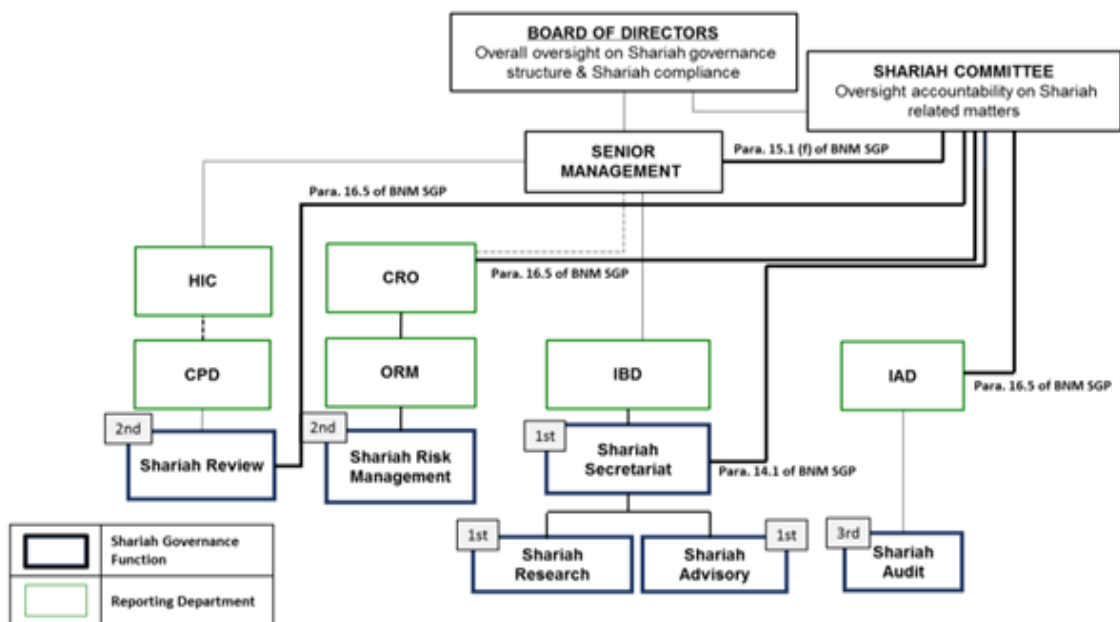 BOARD OF DIRECTORS
Overall oversight on Shariah governance
structure & Shariah compliance
SHARIAH COMMITTEE
Oversight accountability on Shariah
related matters
SENIOR
MANAGEMENT
Para. 15.1 (f) of BNM SGP
Para. 16.5 of BNM SGP
HIC
CRO
Para. 16.5 of BNM SGP
CPD
ORM
IBD
IAD
Para. 16.5 of BNM SGP
2nd
Shariah Review
2nd
Shariah Risk
Management
1st
Shariah
Secretariat
Para. 14.1 of BNM SGP
1st
Shariah
Research
1st
Shariah
Advisory
3rd
Shariah
Audit
Shariah Governance
Function
Reporting Department